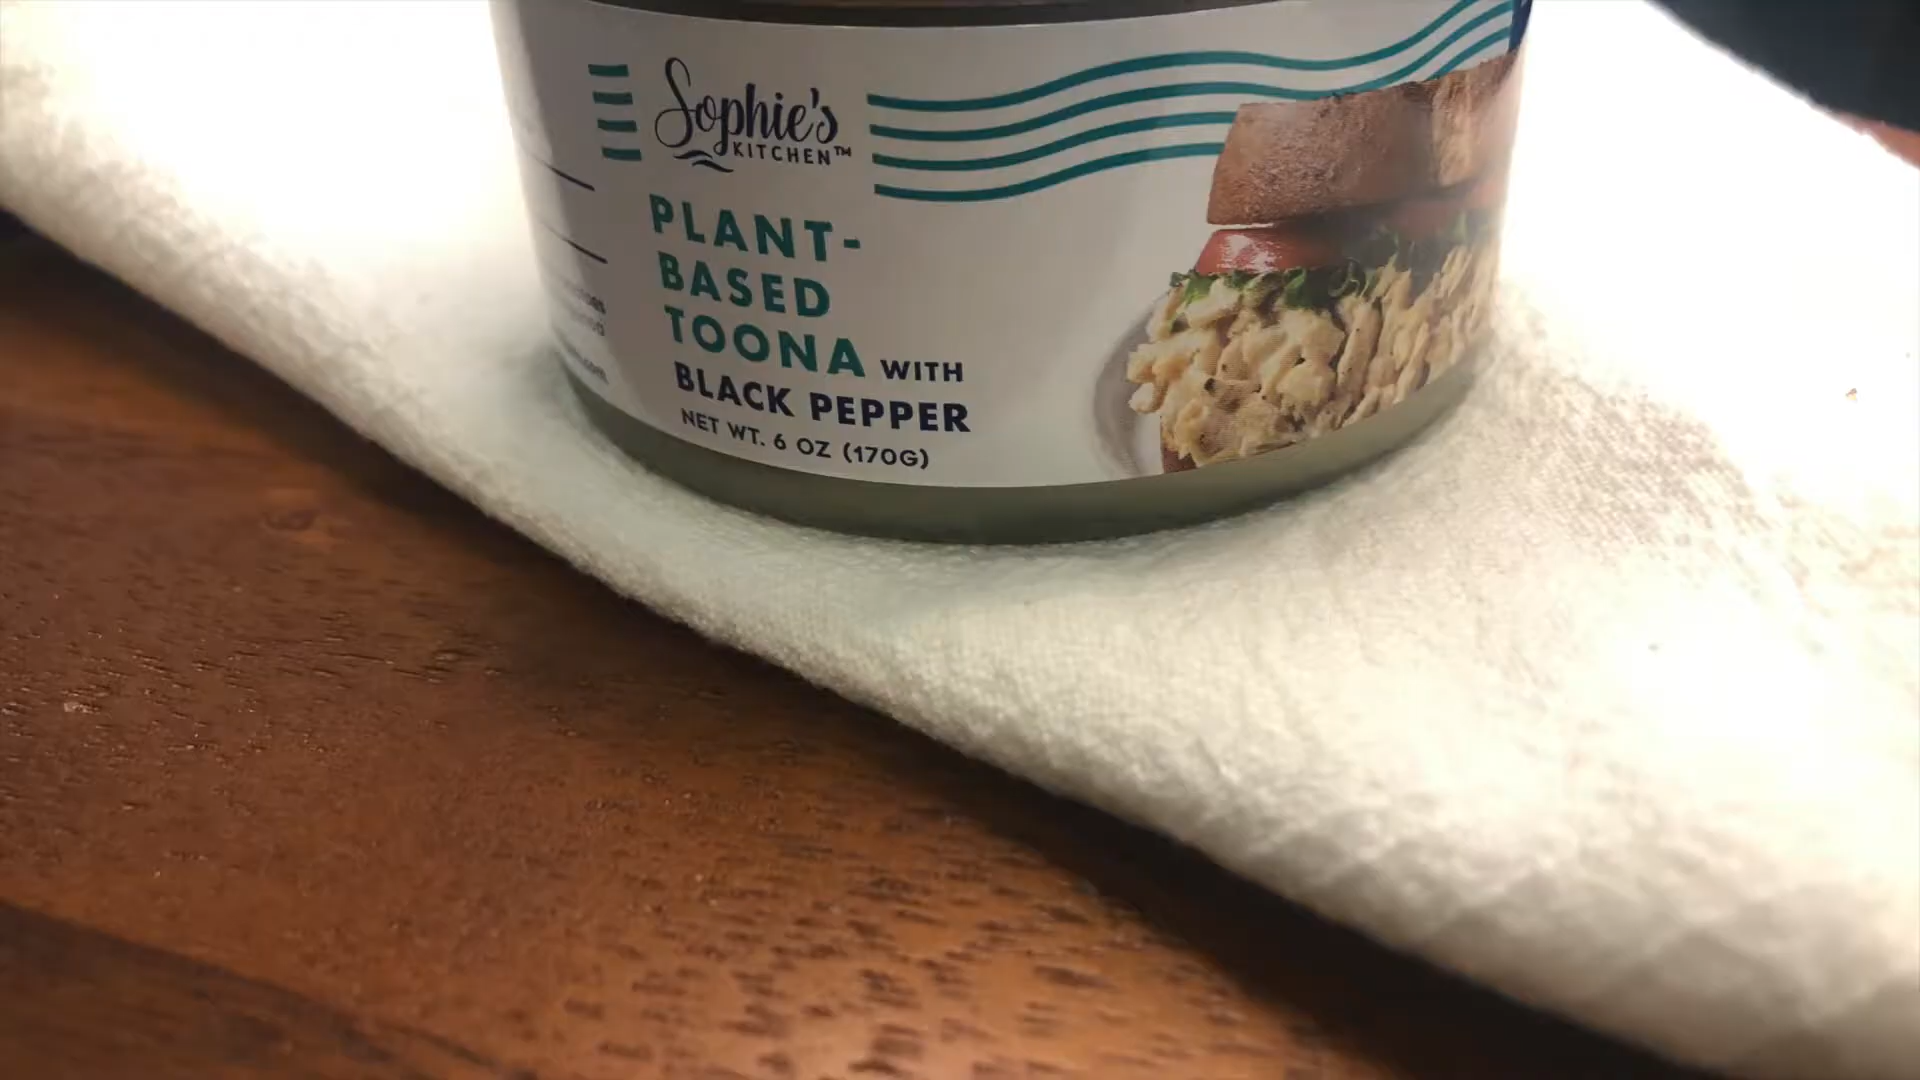 Sophie's
KITCHEN™
PLANT-
BASED
TOONA WITH
BLACK PEPPER
NET WT. 6 OZ (170G)